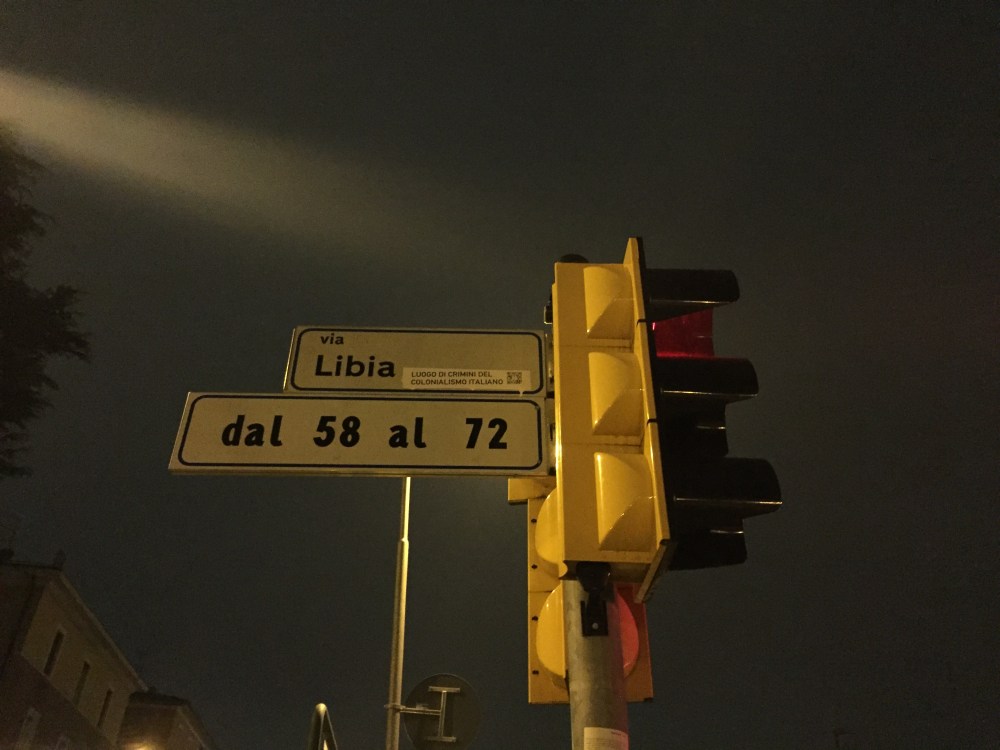 via
Libia
LUOGO DI CRIMINI DEL
COLONIALISMO ITALIANO
dal 58 al 72